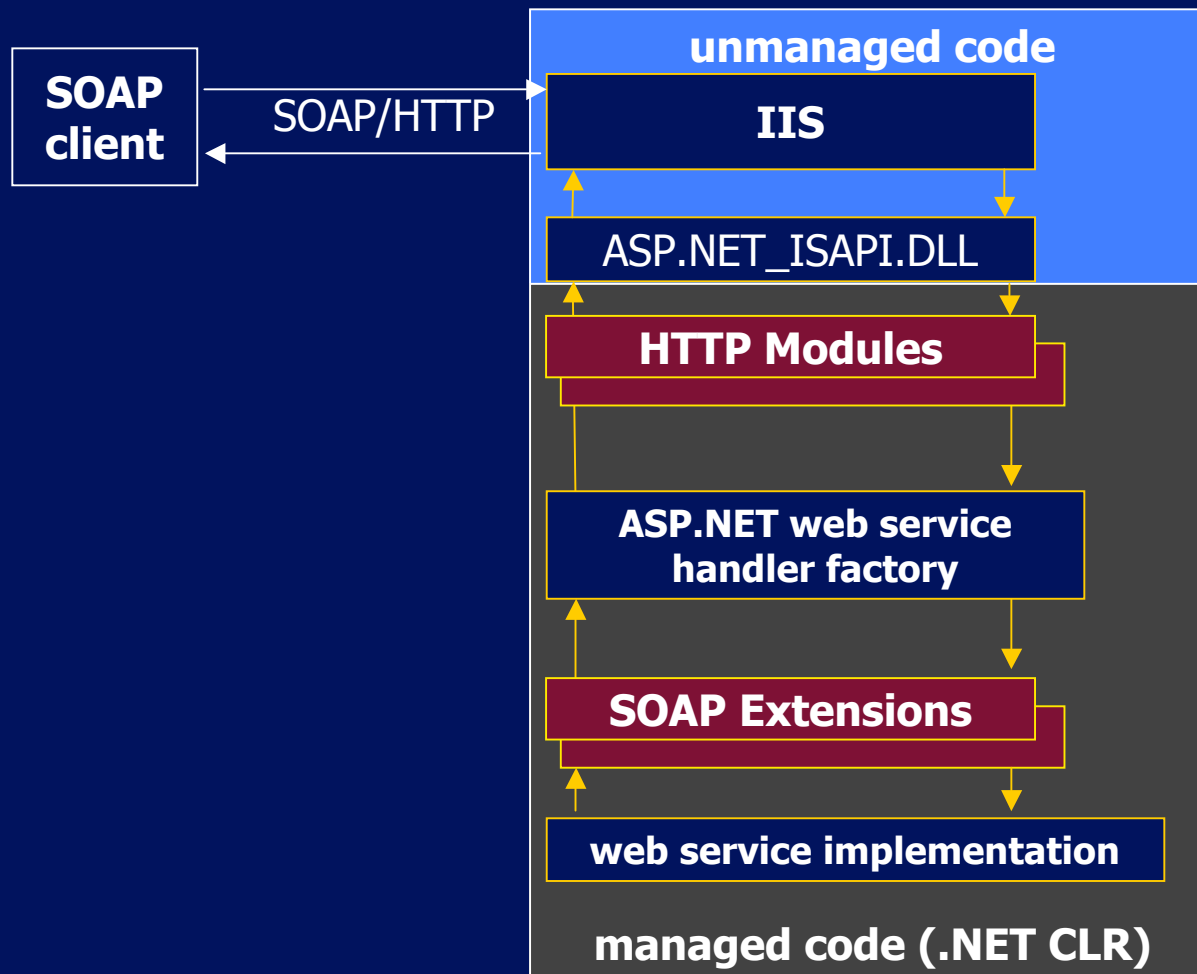 unmanaged code
SOAP
client
SOAP/HTTP
IIS
ASP.NET_ISAPI.DLL
HTTP Modules
ASP.NET web service
handler factory
SOAP Extensions
web service implementation
managed code (.NET CLR)